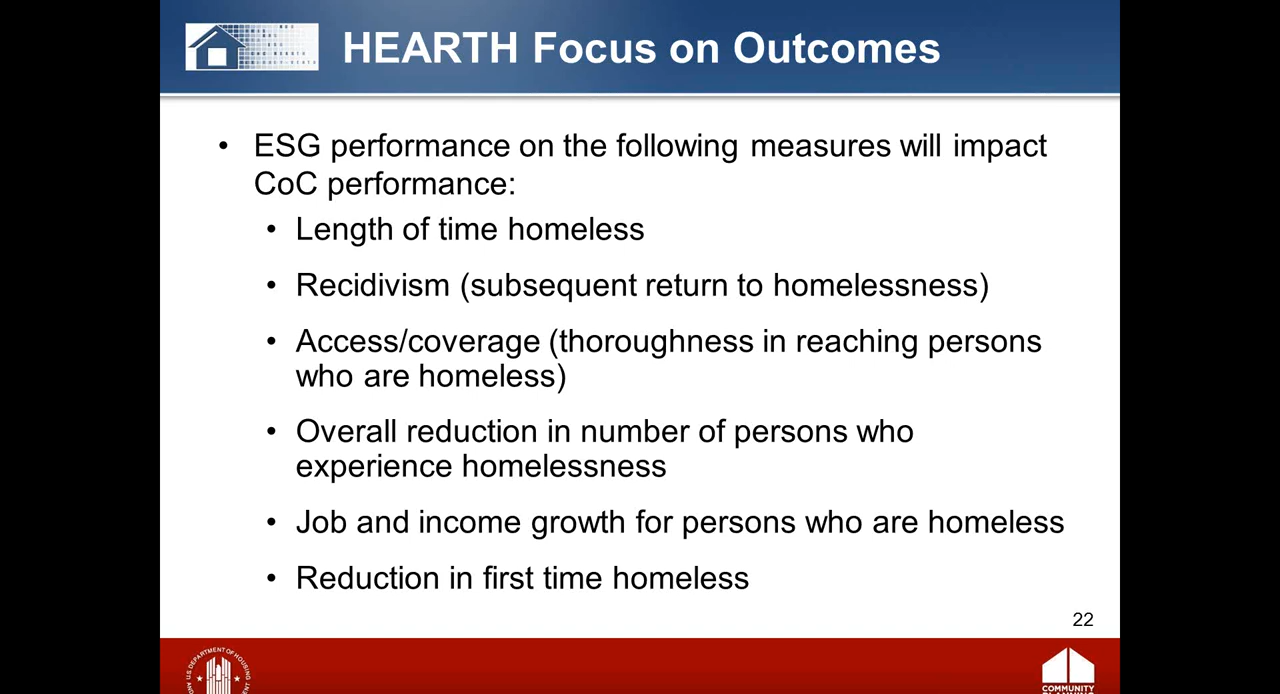 HEARTH Focus on Outcomes
• ESG performance on the following measures will impact
CoC performance:
• Length of time homeless
• Recidivism (subsequent return to homelessness)
• Access/coverage (thoroughness in reaching persons
who are homeless)
• Overall reduction in number of persons who
experience homelessness
• Job and income growth for persons who are homeless
• Reduction in first time homeless
22
U.S. DEPARTMENT OF HOUSING
COMMUNITY